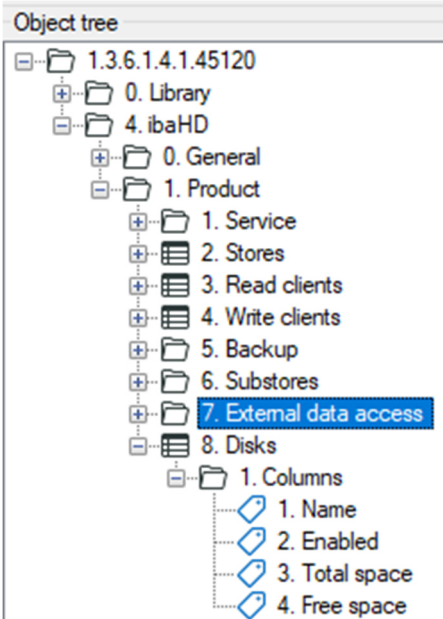 Object tree
1.3.6.1.4.1.45120
0. Library
4. ibaHD
0. General
1. Product
1. Service
2. Stores
3. Read clients
4. Write clients
5. Backup
6. Substores
7. External data access
8. Disks
1. Columns
1. Name
2. Enabled
3. Total space
4. Free space